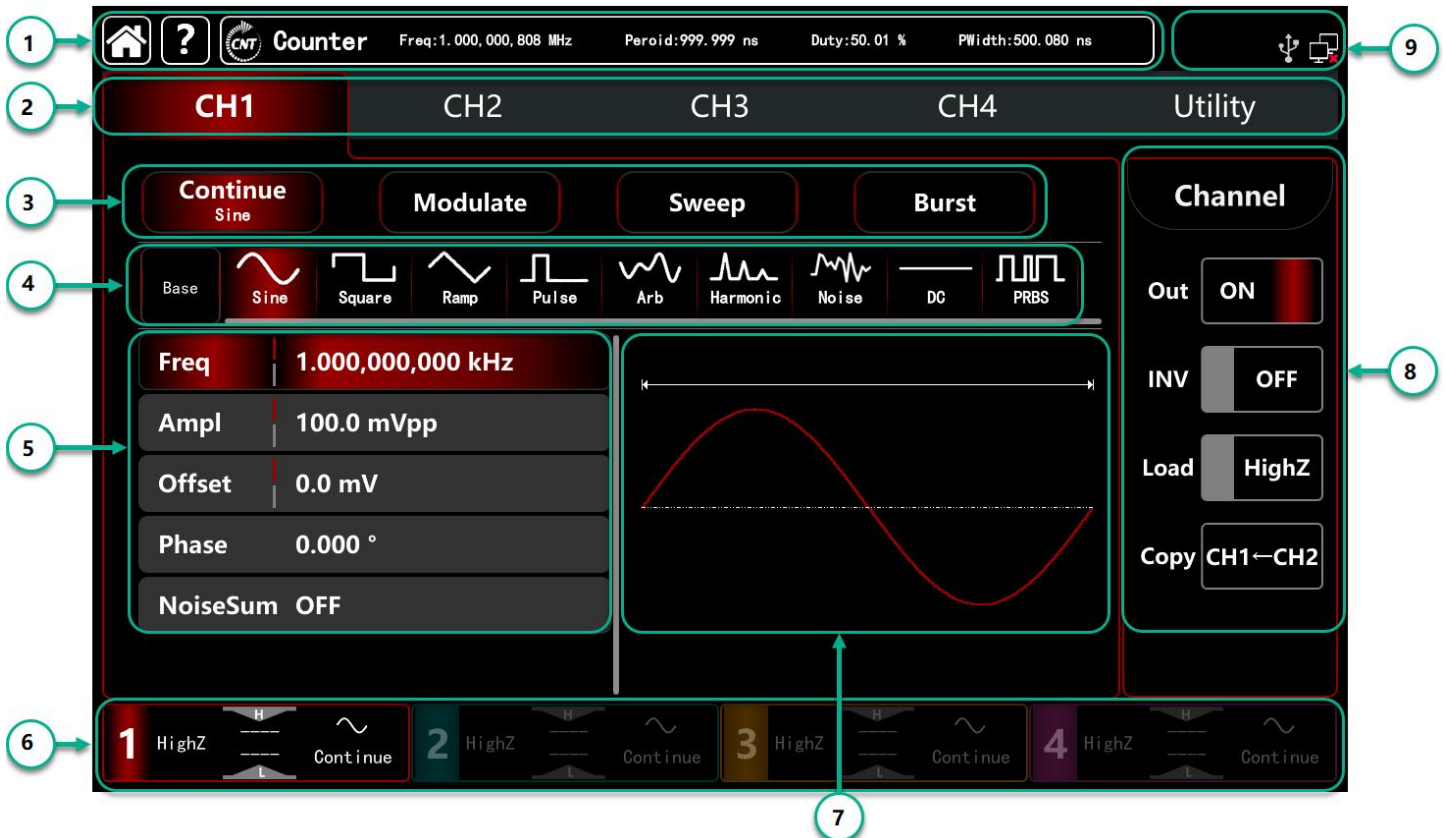 1
? CNT Counter Freq:1.000,000,808 MHz Peroid:999.999 ns Duty:50.01 % PWidth:500.080 ns
9
2
CH1 CH2 CH3 CH4 Utility
3
Continue Modulate Sweep Burst
Sine
4
Base Sine Square Ramp Pulse Arb Harmonic Noise DC PRBS
5
Freq 1.000,000,000 kHz
Ampl 100.0 mVpp
Offset 0.0 mV
Phase 0.000 °
NoiseSum OFF
Channel
Out ON
INV OFF
Load HighZ
Copy CH1←CH2
8
6
1 HighZ H ---- ---- L Continue
2 HighZ H ---- ---- L Continue
3 HighZ H ---- ---- L Continue
4 HighZ H ---- ---- L Continue
7